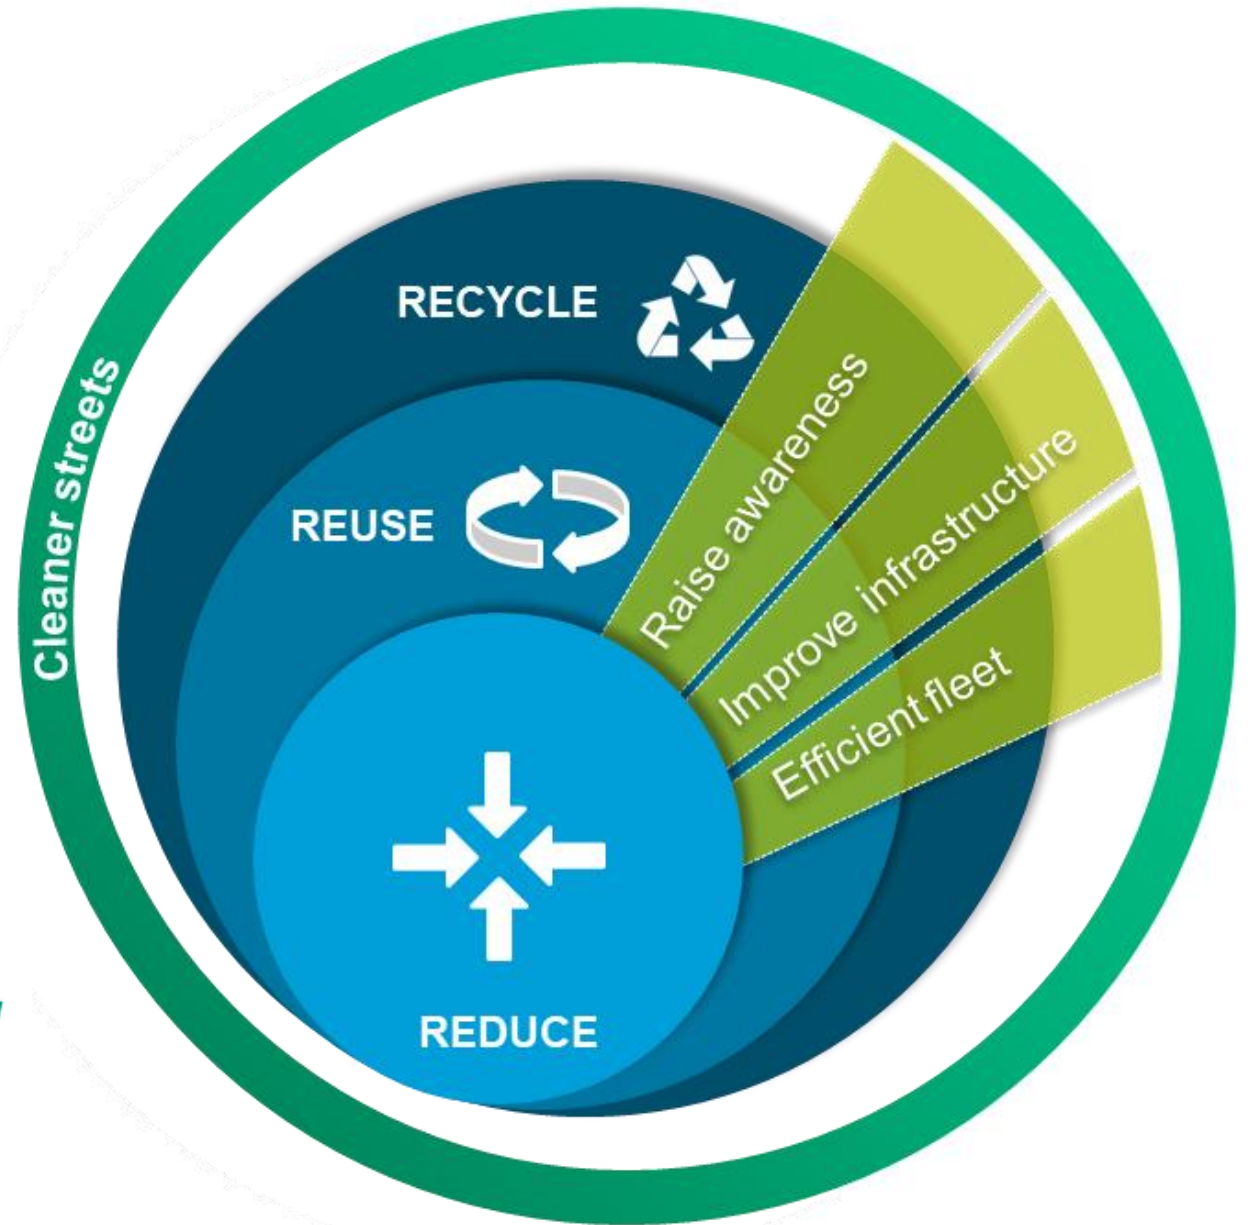 RECYCLE
Cleaner streets
REUSE
Raise awareness
Improve infrastructure
Efficient fleet
REDUCE